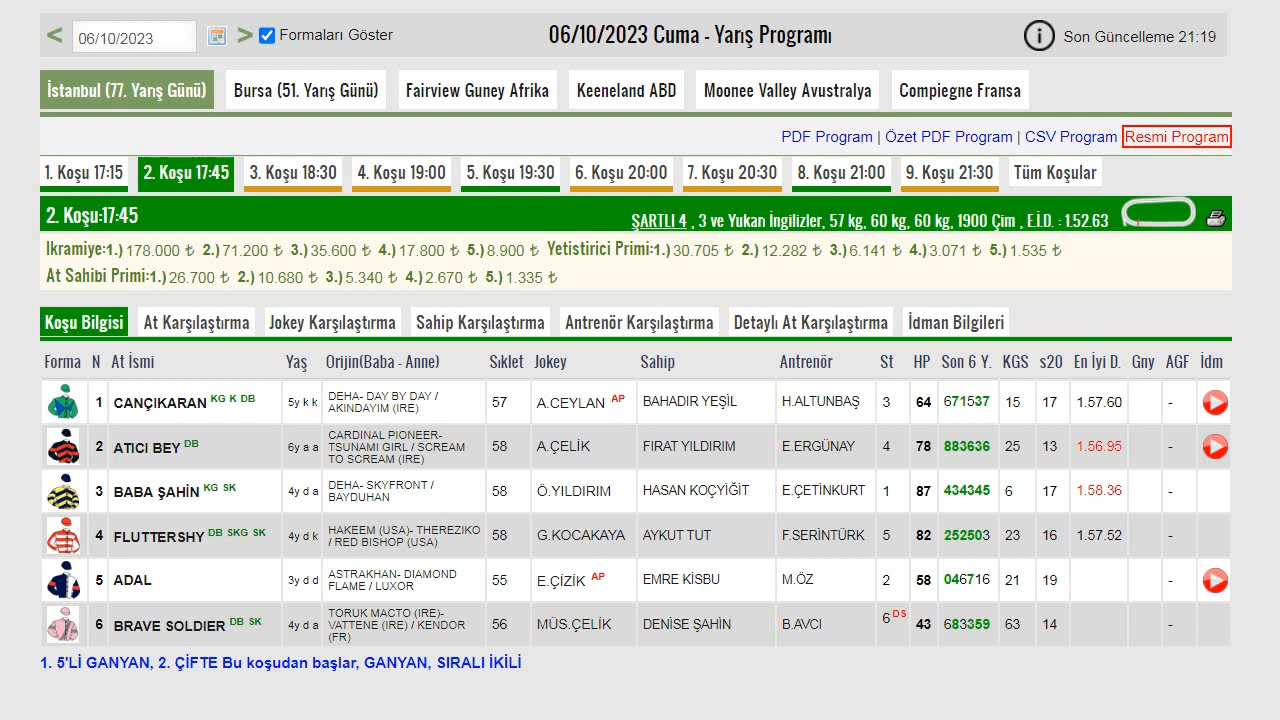 < 06/10/2023 > Formaları Göster 06/10/2023 Cuma - Yarış Programı Son Güncelleme 21:19
İstanbul (77. Yarış Günü) Bursa (51. Yarış Günü) Fairview Guney Afrika Keeneland ABD Moonee Valley Avustralya Compiegne Fransa
PDF Program | Özet PDF Program | CSV Program Resmi Program
1. Koşu 17:15 2. Koşu 17:45 3. Koşu 18:30 4. Koşu 19:00 5. Koşu 19:30 6. Koşu 20:00 7. Koşu 20:30 8. Koşu 21:00 9. Koşu 21:30 Tüm Koşular
2. Koşu:17:45 ŞARTLI 4 , 3 ve Yukarı İngilizler, 57 kg, 60 kg, 60 kg, 1900 Çim , E.İ.D. : 1.52.63
Ikramiye:1.) 178.000 ₺ 2.) 71.200 ₺ 3.) 35.600 ₺ 4.) 17.800 ₺ 5.) 8.900 ₺ Yetistirici Primi:1.) 30.705 ₺ 2.) 12.282 ₺ 3.) 6.141 ₺ 4.) 3.071 ₺ 5.) 1.535 ₺
At Sahibi Primi:1.) 26.700 ₺ 2.) 10.680 ₺ 3.) 5.340 ₺ 4.) 2.670 ₺ 5.) 1.335 ₺
Koşu Bilgisi At Karşılaştırma Jokey Karşılaştırma Sahip Karşılaştırma Antrenör Karşılaştırma Detaylı At Karşılaştırma İdman Bilgileri
Forma N At İsmi Yaş Orijin(Baba - Anne) Sıklet Jokey Sahip Antrenör St HP Son 6 Y. KGS s20 En İyi D. Gny AGF İdm
1 CANÇIKARAN KG K DB 5y k k DEHA- DAY BY DAY / AKINDAYIM (IRE) 57 A.CEYLAN AP BAHADIR YEŞİL H.ALTUNBAŞ 3 64 671537 15 17 1.57.60 -
2 ATICI BEY DB 6y a a CARDINAL PIONEER- TSUNAMI GIRL / SCREAM TO SCREAM (IRE) 58 A.ÇELİK FIRAT YILDIRIM E.ERGÜNAY 4 78 883636 25 13 1.56.95 -
3 BABA ŞAHİN KG SK 4y d a DEHA- SKYFRONT / BAYDUHAN 58 Ö.YILDIRIM HASAN KOÇYİĞİT E.ÇETİNKURT 1 87 434345 6 17 1.58.36 -
4 FLUTTERSHY DB SKG SK 4y d k HAKEEM (USA)- THEREZIKO / RED BISHOP (USA) 58 G.KOCAKAYA AYKUT TUT F.SERİNTÜRK 5 82 252503 23 16 1.57.52 -
5 ADAL 3y d d ASTRAKHAN- DIAMOND FLAME / LUXOR 55 E.ÇİZİK AP EMRE KİSBU M.ÖZ 2 58 046716 21 19 -
6 BRAVE SOLDIER DB SK 4y d a TORUK MACTO (IRE)- VATTENE (IRE) / KENDOR (FR) 56 MÜS.ÇELİK DENİSE ŞAHİN B.AVCI 6 DS 43 683359 63 14 -
1. 5'Lİ GANYAN, 2. ÇİFTE Bu koşudan başlar, GANYAN, SIRALI İKİLİ